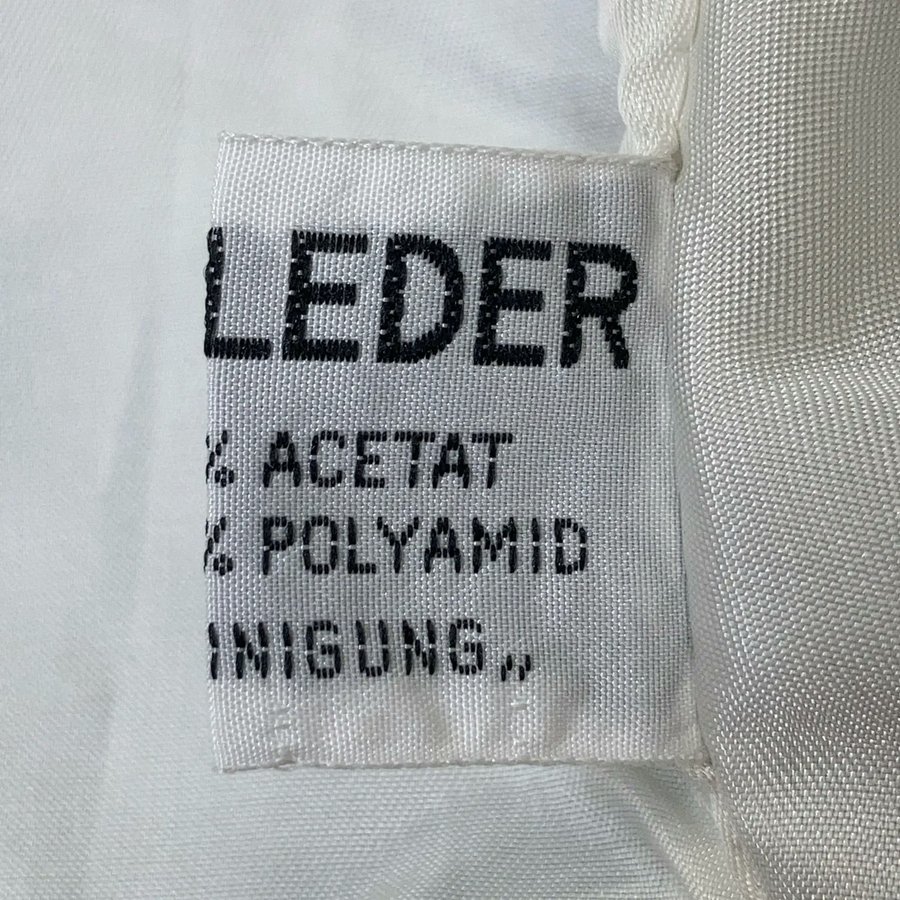 LEDER
% ACETAT
% POLYAMID
INIGUNG„